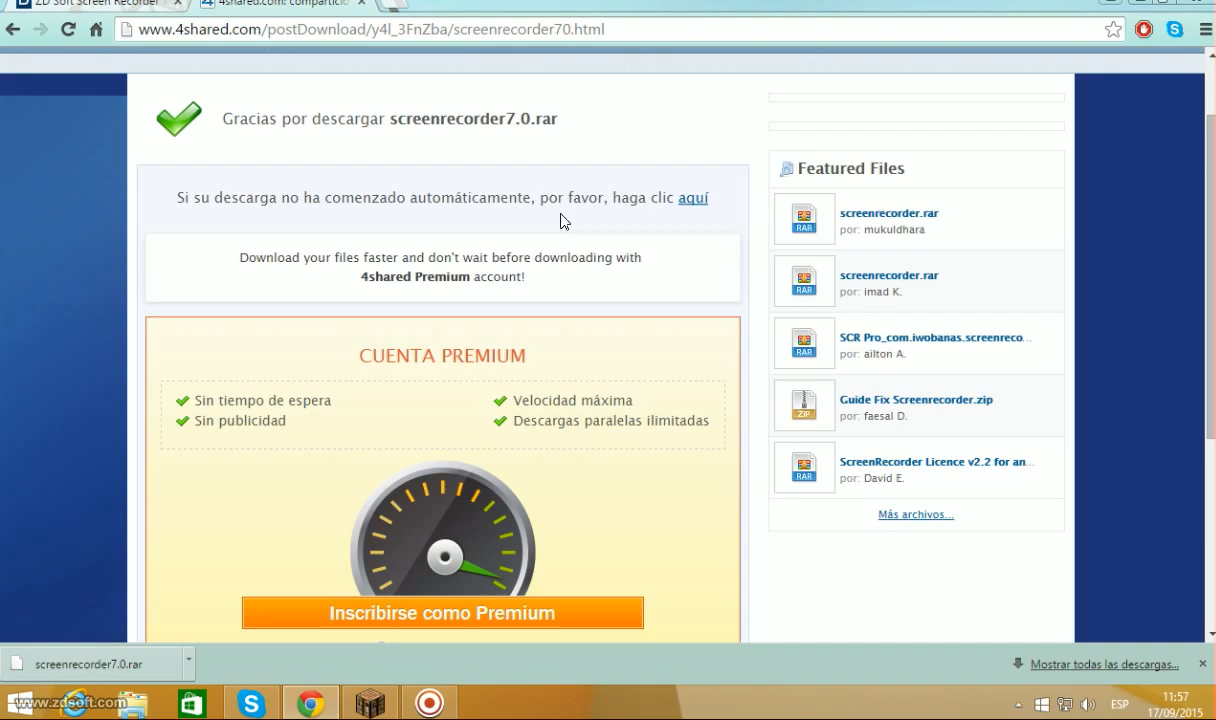 ZD Soft Screen Recorder
4shared.com: comparticio
www.4shared.com/postDownload/y4l_3FnZba/screenrecorder70.html
Gracias por descargar screenrecorder7.0.rar
Si su descarga no ha comenzado automáticamente, por favor, haga clic aquí
Download your files faster and don't wait before downloading with
4shared Premium account!
CUENTA PREMIUM
Sin tiempo de espera
Velocidad máxima
Sin publicidad
Descargas paralelas ilimitadas
Inscribirse como Premium
Featured Files
RAR
screenrecorder.rar
por: mukuldhara
RAR
screenrecorder.rar
por: imad K.
RAR
SCR Pro_com.iwobanas.screenreco...
por: ailton A.
ZIP
Guide Fix Screenrecorder.zip
por: faesal D.
RAR
ScreenRecorder Licence v2.2 for an...
por: David E.
Más archivos...
screenrecorder7.0.rar
Mostrar todas las descargas...
www.zdsoft.com
ESP
11:57
17/09/2015